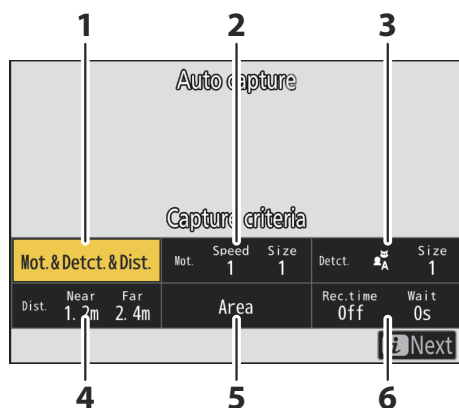 1 2 3
Auto capture
Capture criteria
Mot.&Detct.&Dist.
Mot. Speed 1 Size 1
Detct. A Size 1
Dist. Near 1.2m Far 2.4m
Area
Rec.time Off Wait 0s
i Next
4 5 6